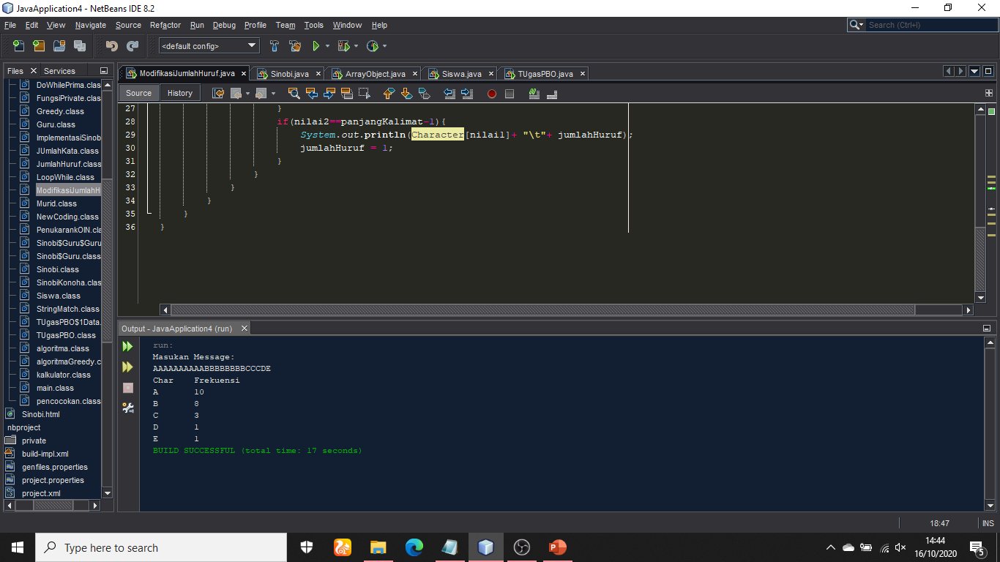 JavaApplication4 - NetBeans IDE 8.2
File Edit View Navigate Source Refactor Run Debug Profile Team Tools Window Help
Search (Ctrl+I)
<default config>
Files Services
DoWhilePrima.clas
FungsiPrivate.class
Greedy.class
Guru.class
ImplementasiSinob
JUmlahKata.class
JumlahHuruf.class
LoopWhile.class
ModifikasiJumlahH
Murid.class
NewCoding.class
PenukarankOIN.cla
Sinobi$Guru$Guru
Sinobi$Guru.class
Sinobi.class
SinobiKonoha.clas
Siswa.class
StringMatch.class
TUgasPBO$1Data.
TUgasPBO.class
algoritma.class
algoritmaGreedy.c
kalkulator.class
main.class
pencocokan.class
Sinobi.html
nbproject
private
build-impl.xml
genfiles.properties
project.properties
project.xml
ModifikasiJumlahHuruf.java Sinobi.java ArrayObject.java Siswa.java TUgasPBO.java
Source History
27 }
28 if(nilai2==panjangKalimat-1){
29 System.out.println(Character[nilai1]+ "\t"+ jumlahHuruf);
30 jumlahHuruf = 1;
31 }
32 }
33 }
34 }
35 }
36 }
Output - JavaApplication4 (run)
run:
Masukan Message:
AAAAAAAAAABBBBBBBBCCCDE
Char Frekuensi
A 10
B 8
C 3
D 1
E 1
BUILD SUCCESSFUL (total time: 17 seconds)
18:47 INS
Type here to search
14:44
16/10/2020
5